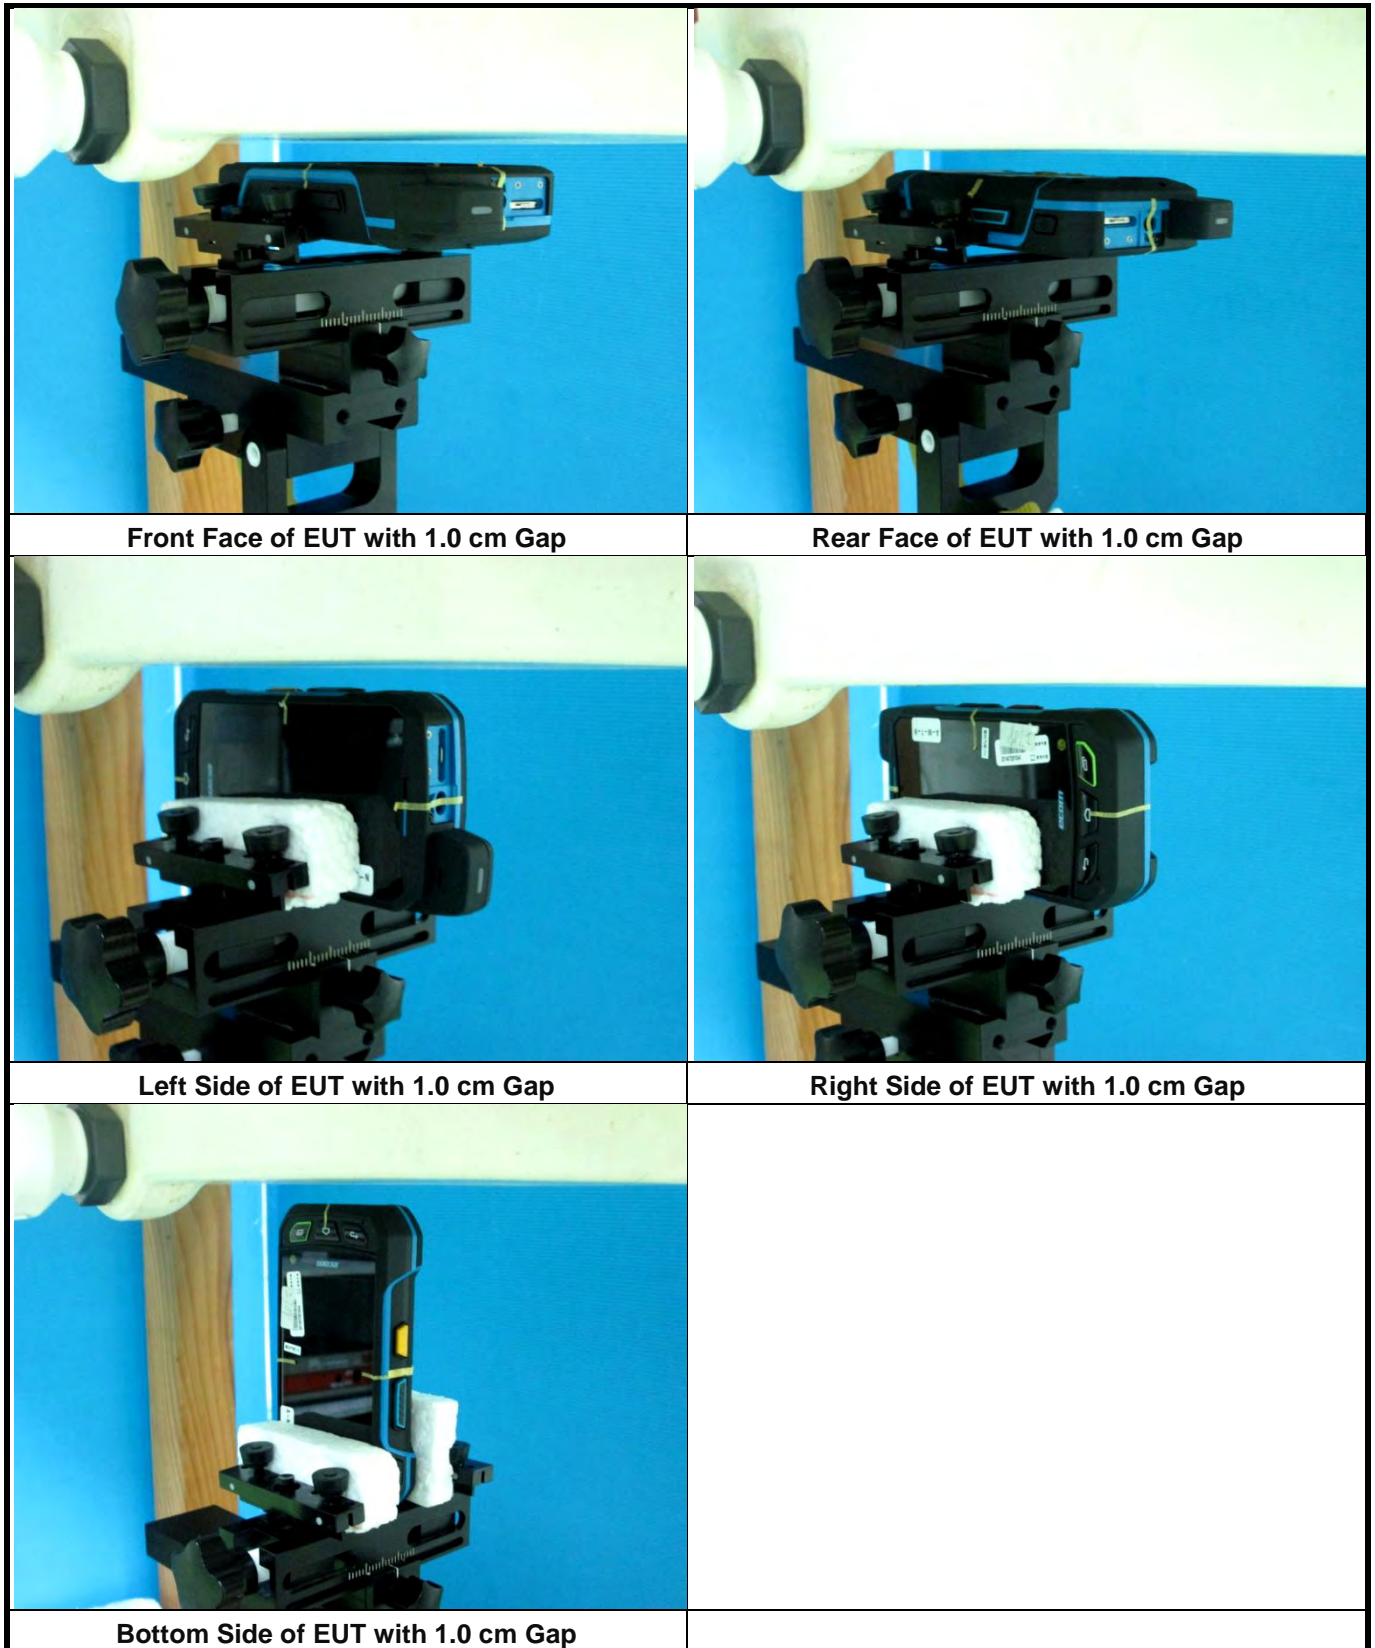 Front Face of EUT with 1.0 cm Gap
Rear Face of EUT with 1.0 cm Gap
ecom
Left Side of EUT with 1.0 cm Gap
Right Side of EUT with 1.0 cm Gap
Bottom Side of EUT with 1.0 cm Gap